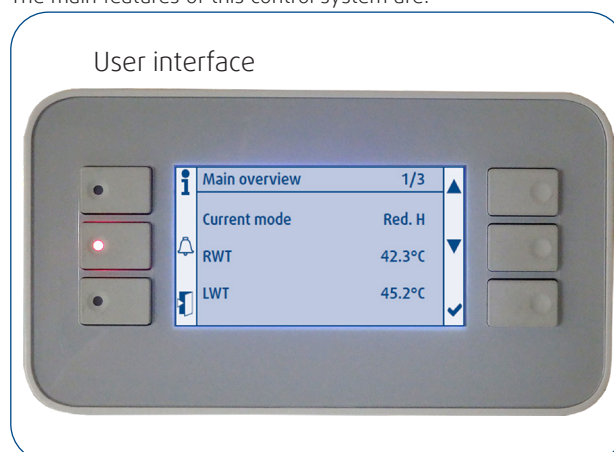 The main features of this control system are:
User interface
Main overview 1/3
Current mode Red. H
RWT 42.3°C
LWT 45.2°C